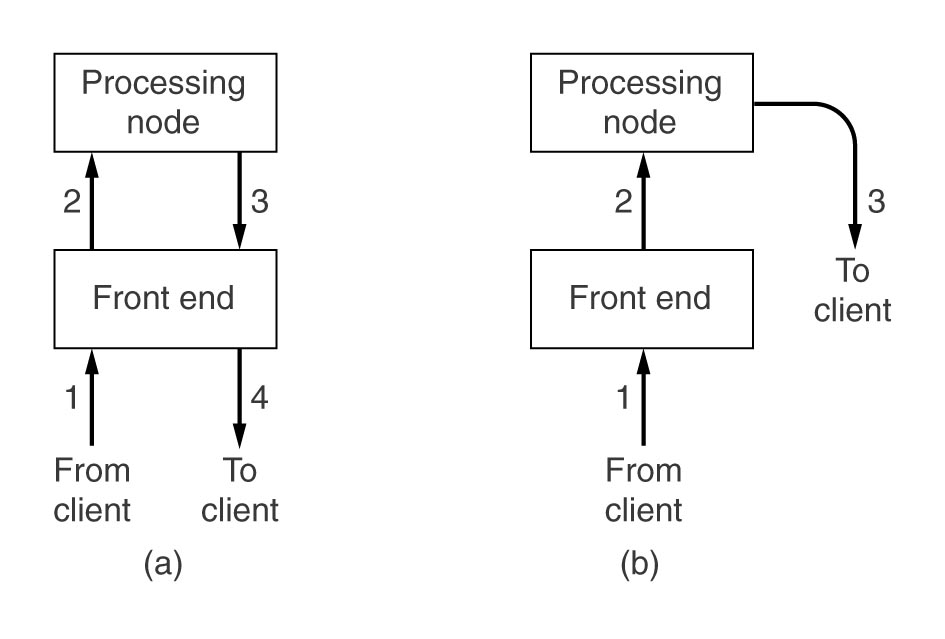 Processing
node
2
3
Front end
1
4
From
client
To
client
(a)
Processing
node
2
3
To
client
Front end
1
From
client
(b)